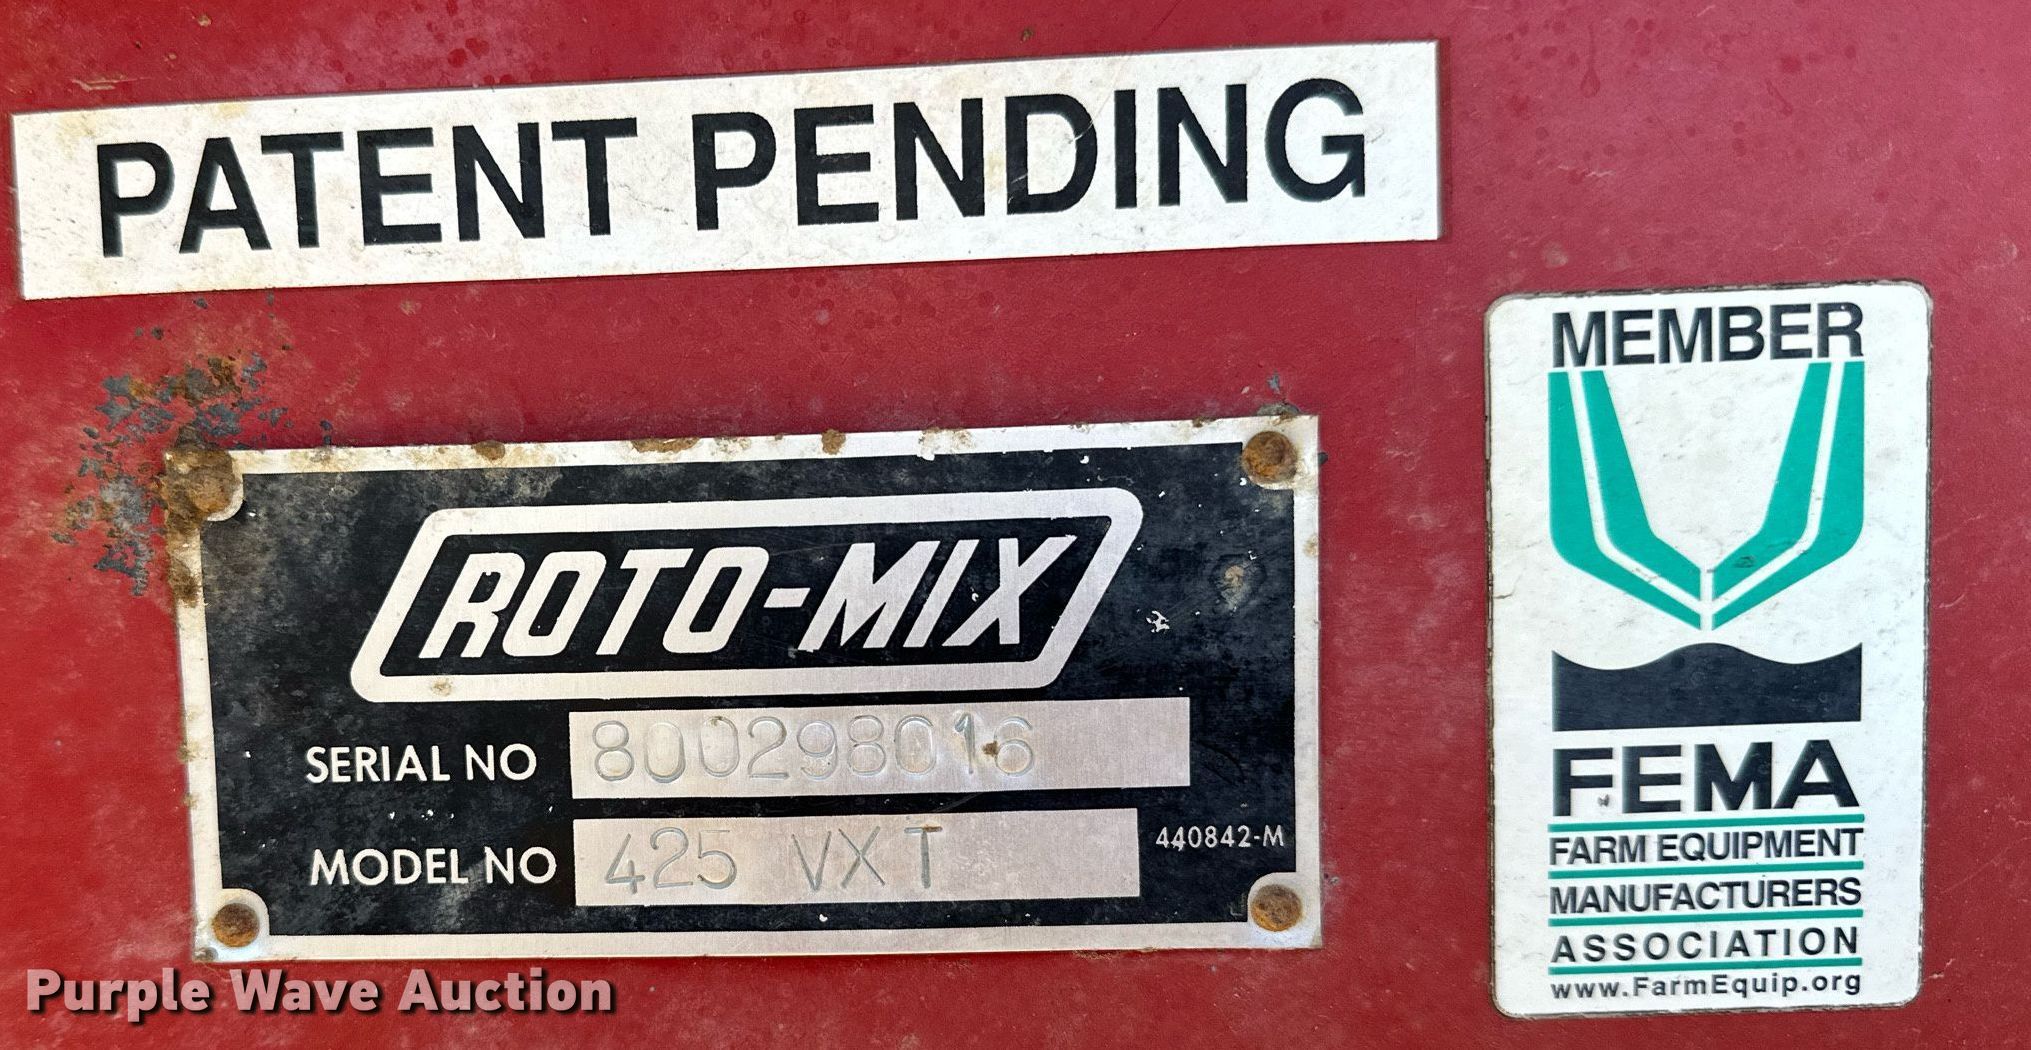 PATENT PENDING
ROTO-MIX
SERIAL NO 800298016
MODEL NO 425 VXT
440842-M
MEMBER
FEMA
FARM EQUIPMENT
MANUFACTURERS
ASSOCIATION
www.FarmEquip.org
Purple Wave Auction